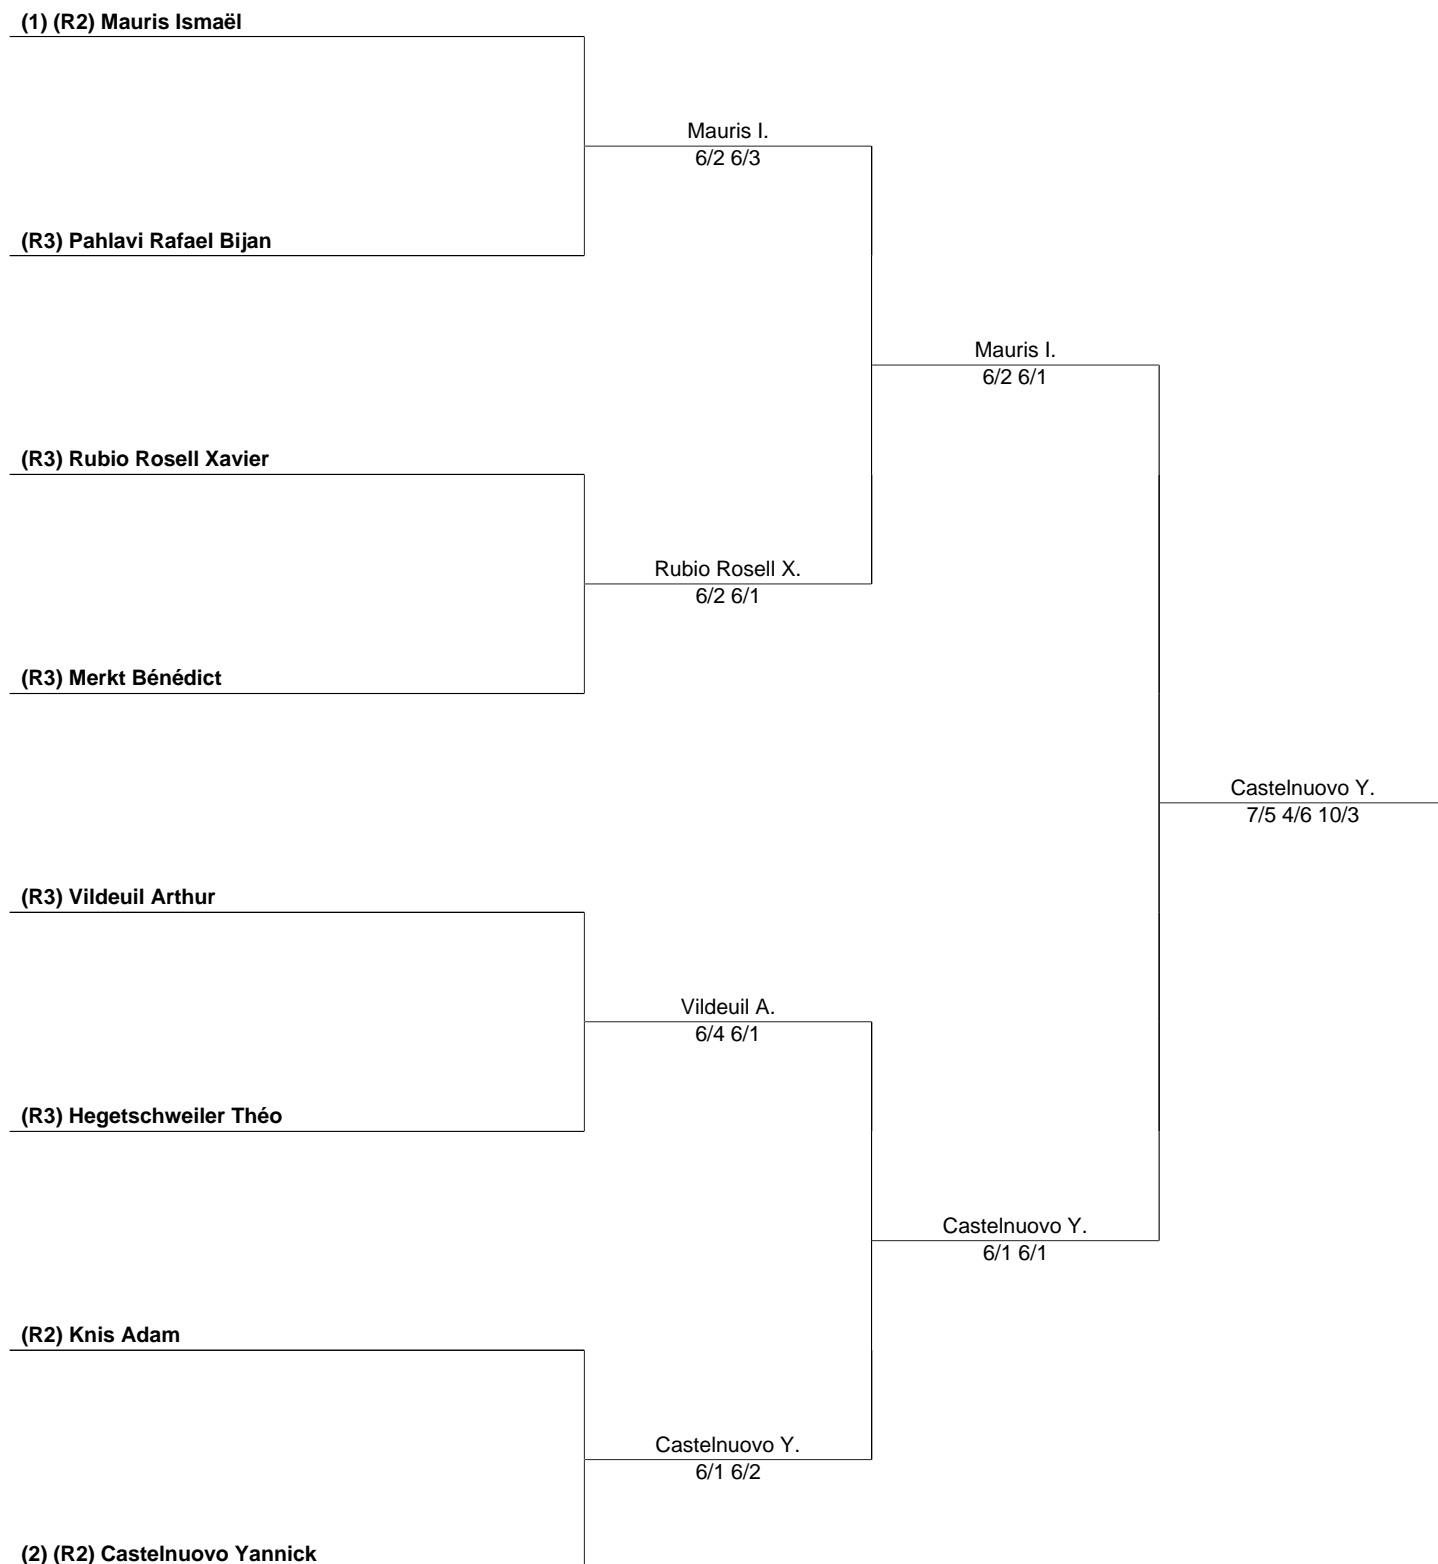 (1) (R2) Mauris Ismaël
Mauris I.
6/2 6/3
(R3) Pahlavi Rafael Bijan
Mauris I.
6/2 6/1
(R3) Rubio Rosell Xavier
Rubio Rosell X.
6/2 6/1
(R3) Merkt Bénédict
Castelnuovo Y.
7/5 4/6 10/3
(R3) Vildeuil Arthur
Vildeuil A.
6/4 6/1
(R3) Hegetschweiler Théo
Castelnuovo Y.
6/1 6/1
(R2) Knis Adam
Castelnuovo Y.
6/1 6/2
(2) (R2) Castelnuovo Yannick